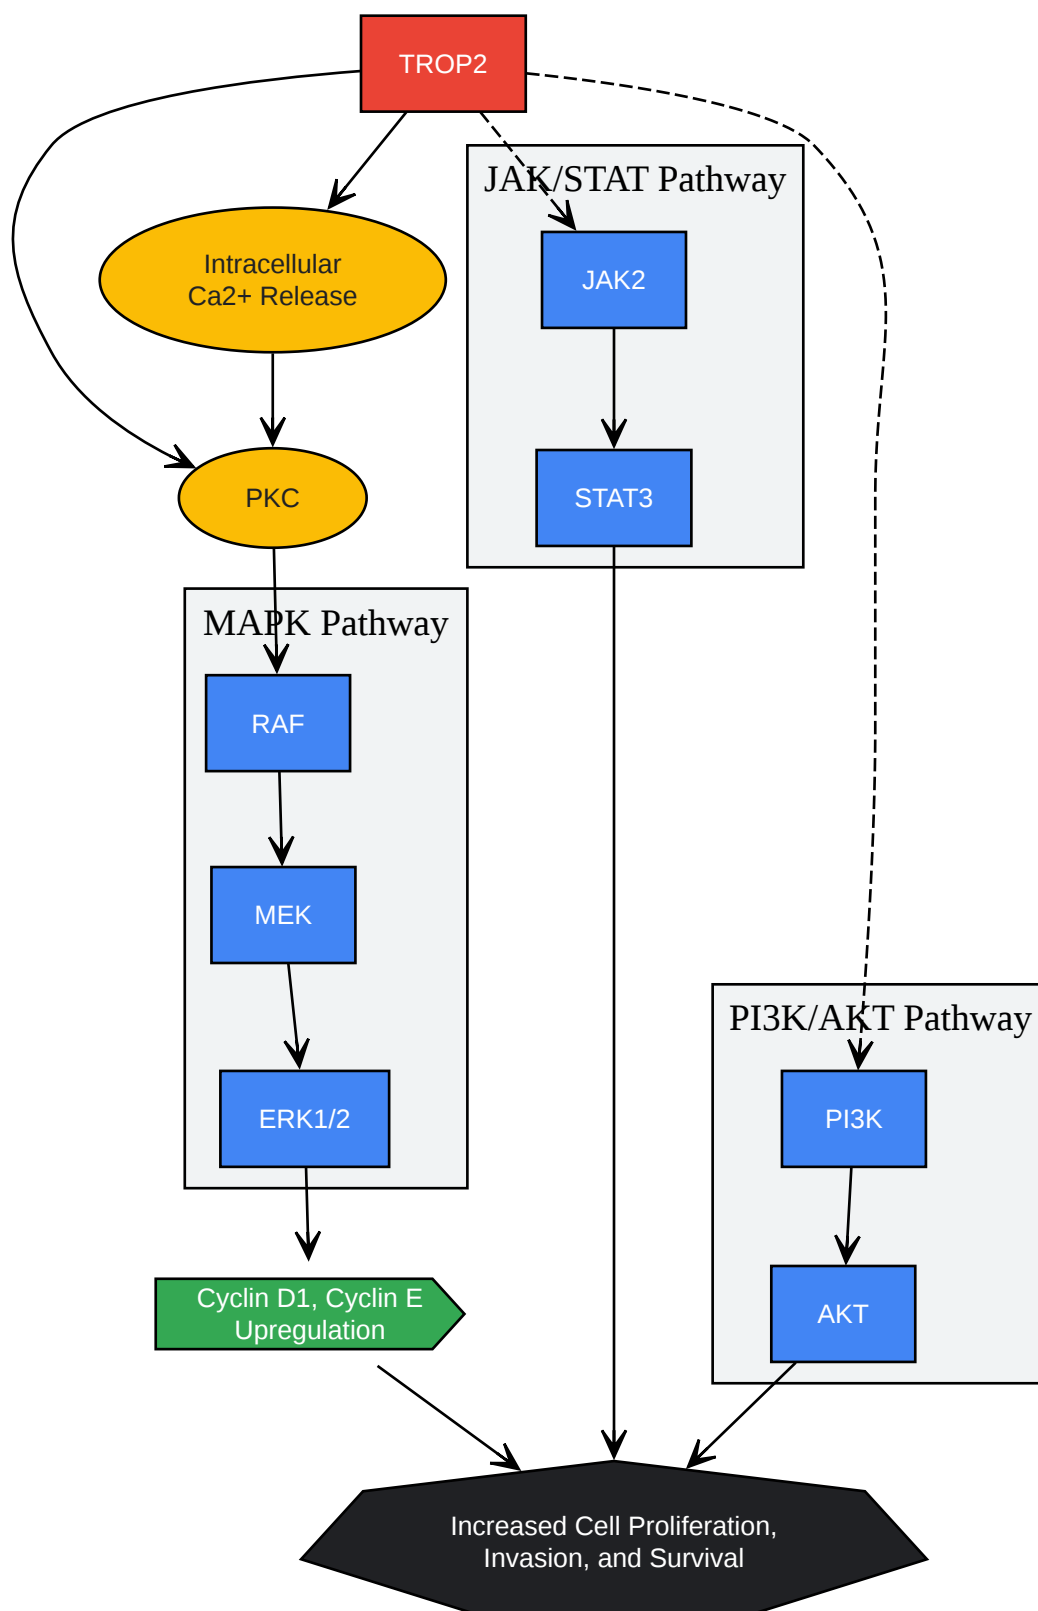 TROP2
JAK/STAT Pathway
Intracellular
Ca2+ Release
JAK2
PKC
STAT3
MAPK Pathway
RAF
MEK
PI3K/AKT Pathway
ERK1/2
PI3K
Cyclin D1, Cyclin E
Upregulation
AKT
Increased Cell Proliferation,
Invasion, and Survival